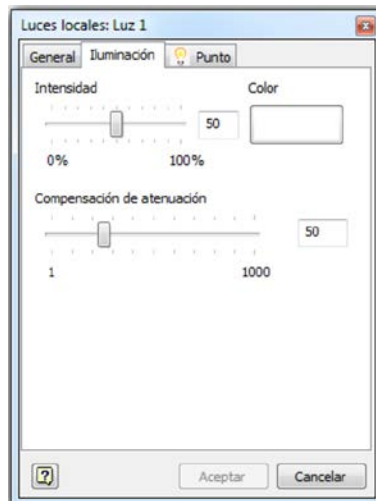 Luces locales: Luz 1
General Iluminación Punto
Intensidad Color
50
0% 100%
Compensación de atenuación
50
1 1000
? Aceptar Cancelar